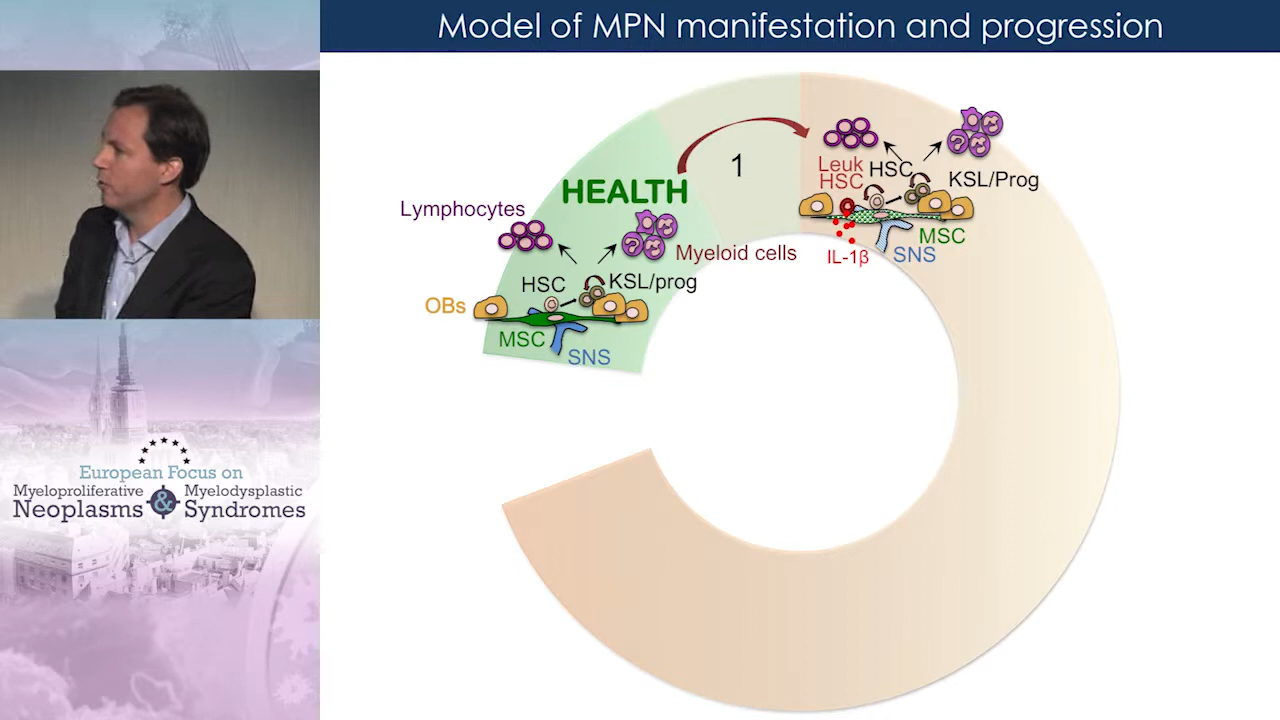 Model of MPN manifestation and progression
HEALTH
1
Lymphocytes
Myeloid cells
HSC
KSL/prog
OBs
MSC
SNS
Leuk
HSC
HSC
KSL/Prog
MSC
SNS
IL-1β
European Focus on
Myeloproliferative
Neoplasms
&
Myelodysplastic
Syndromes